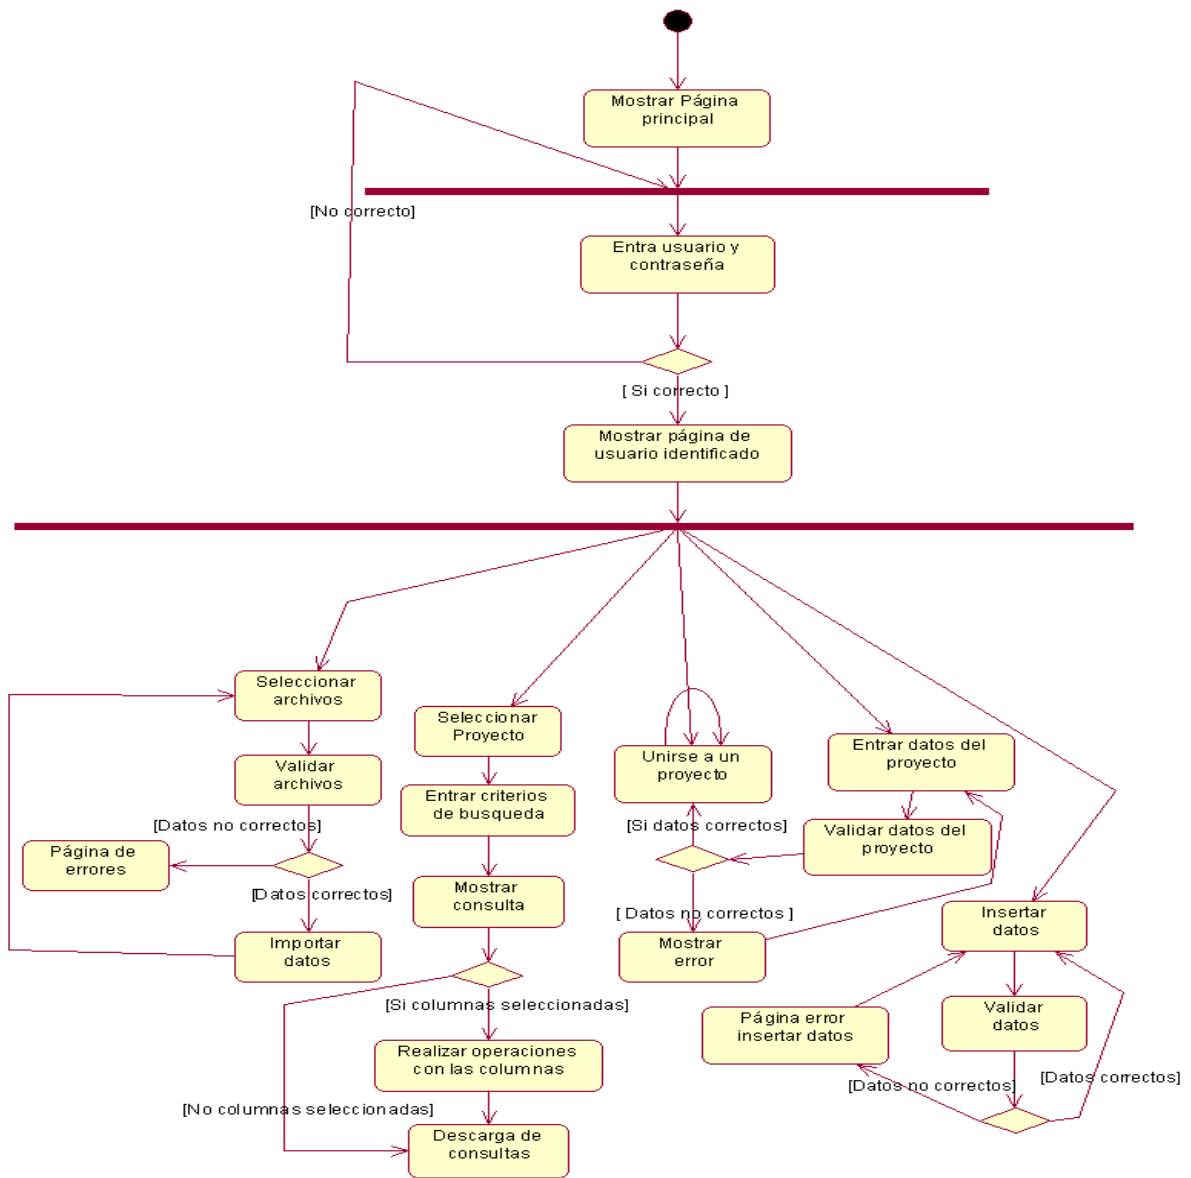 Mostrar Página
principal
[No correcto]
Entra usuario y
contraseña
[ Si correcto ]
Mostrar página de
usuario identificado
Seleccionar
archivos
Validar
archivos
[Datos no correctos]
Página de
errores
[Datos correctos]
Importar
datos
Seleccionar
Proyecto
Entrar criterios
de busqueda
Mostrar
consulta
[Si columnas seleccionadas]
Realizar operaciones
con las columnas
[No columnas seleccionadas]
Descarga de
consultas
Unirse a un
proyecto
[Si datos correctos]
[ Datos no correctos ]
Mostrar
error
Entrar datos del
proyecto
Validar datos del
proyecto
Insertar
datos
Validar
datos
Página error
insertar datos
[Datos no correctos]
[Datos correctos]